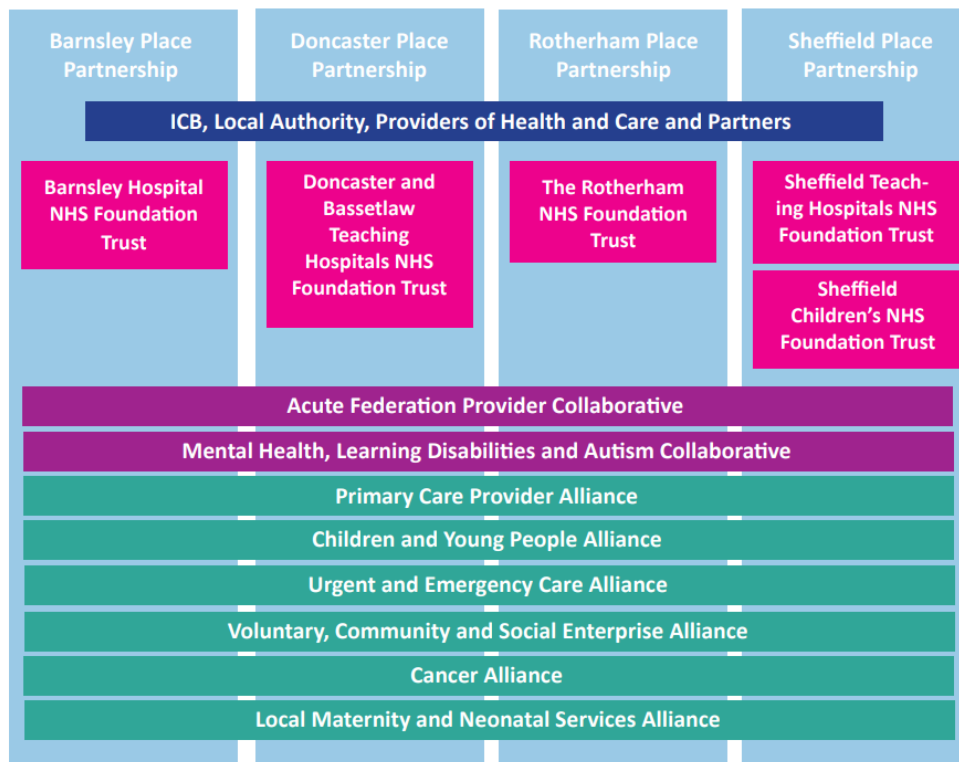 Barnsley Place
Partnership
Doncaster Place
Partnership
Rotherham Place
Partnership
Sheffield Place
Partnership
ICB, Local Authority, Providers of Health and Care and Partners
Barnsley Hospital
NHS Foundation
Trust
Doncaster and
Bassetlaw
Teaching
Hospitals NHS
Foundation Trust
The Rotherham
NHS Foundation
Trust
Sheffield Teach-
ing Hospitals NHS
Foundation Trust
Sheffield
Children’s NHS
Foundation Trust
Acute Federation Provider Collaborative
Mental Health, Learning Disabilities and Autism Collaborative
Primary Care Provider Alliance
Children and Young People Alliance
Urgent and Emergency Care Alliance
Voluntary, Community and Social Enterprise Alliance
Cancer Alliance
Local Maternity and Neonatal Services Alliance